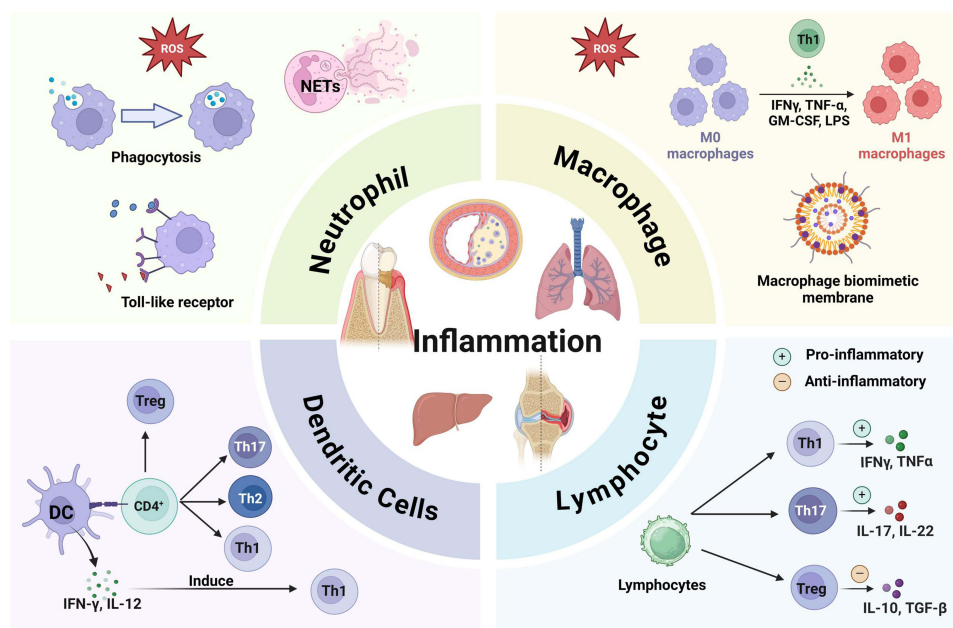 ROS
NETs
Phagocytosis
Toll-like receptor
Neutrophil
ROS
Th1
IFNγ, TNF-α,
GM-CSF, LPS
M0
macrophages
M1
macrophages
Macrophage biomimetic
membrane
Macrophage
Inflammation
Dendritic Cells
Treg
DC
CD4⁺
Th17
Th2
Th1
IFN-γ, IL-12
Induce
Th1
Lymphocyte
+ Pro-inflammatory
− Anti-inflammatory
Lymphocytes
Th1
+
IFNγ, TNFα
Th17
+
IL-17, IL-22
Treg
−
IL-10, TGF-β